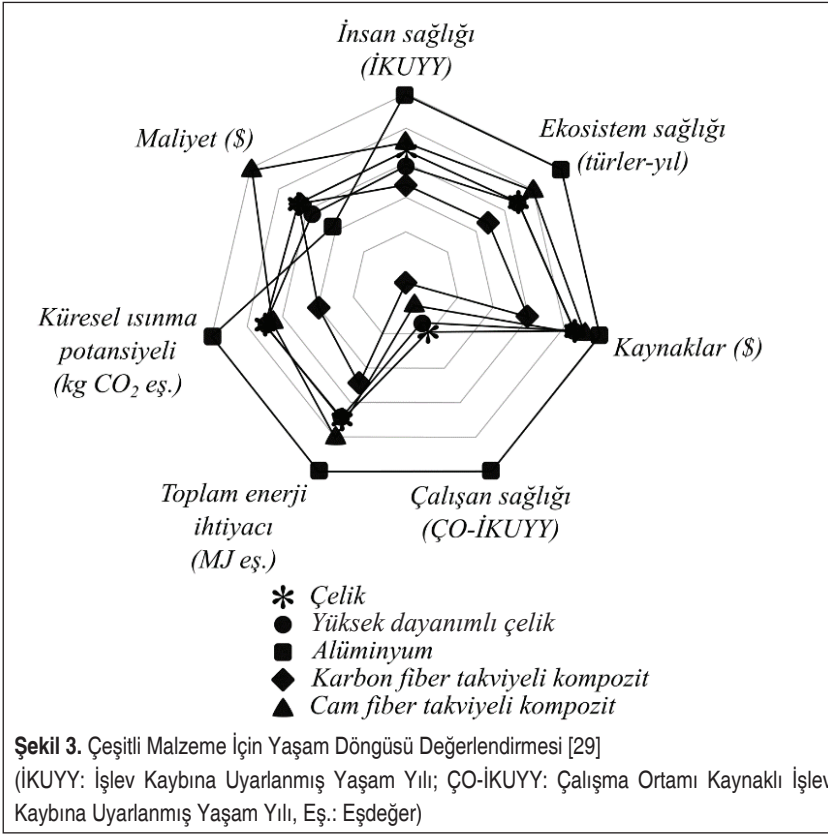 İnsan sağlığı
(İKUYY)
Maliyet ($)
Ekosistem sağlığı
(türler-yıl)
Küresel ısınma
potansiyeli
(kg CO₂ eş.)
Kaynaklar ($)
Toplam enerji
ihtiyacı
(MJ eş.)
Çalışan sağlığı
(ÇO-İKUYY)
Çelik
Yüksek dayanımlı çelik
Alüminyum
Karbon fiber takviyeli kompozit
Cam fiber takviyeli kompozit
Şekil 3. Çeşitli Malzeme İçin Yaşam Döngüsü Değerlendirmesi [29]
(İKUYY: İşlev Kaybına Uyarlanmış Yaşam Yılı; ÇO-İKUYY: Çalışma Ortamı Kaynaklı İşlev
Kaybına Uyarlanmış Yaşam Yılı, Eş.: Eşdeğer)